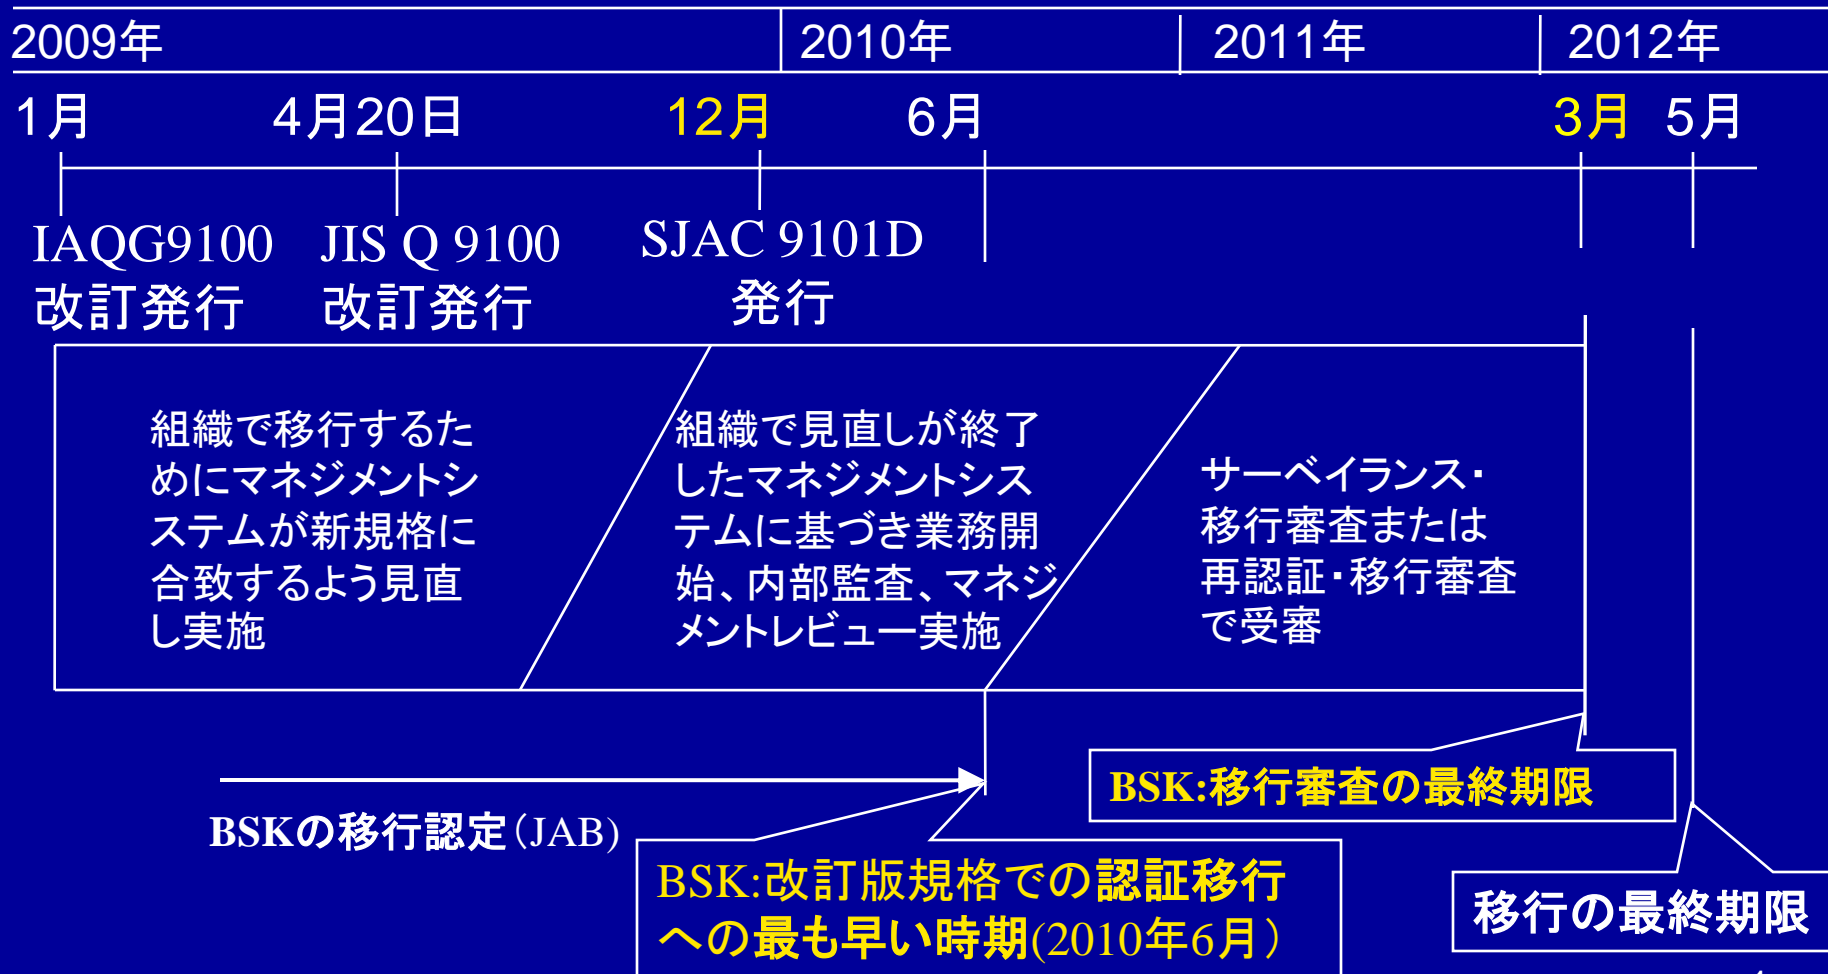 2009年
2010年
2011年
2012年
1月
4月20日
12月
6月
3月
5月
IAQG9100
改訂発行
JIS Q 9100
改訂発行
SJAC 9101D
発行
組織で移行するた
めにマネジメントシ
ステムが新規格に
合致するよう見直
し実施
組織で見直しが終了
したマネジメントシス
テムに基づき業務開
始、内部監査、マネジ
メントレビュー実施
サーベイランス・
移行審査または
再認証・移行審査
で受審
BSK:移行審査の最終期限
BSKの移行認定（JAB)
BSK:改訂版規格での認証移行
への最も早い時期(2010年6月）
移行の最終期限